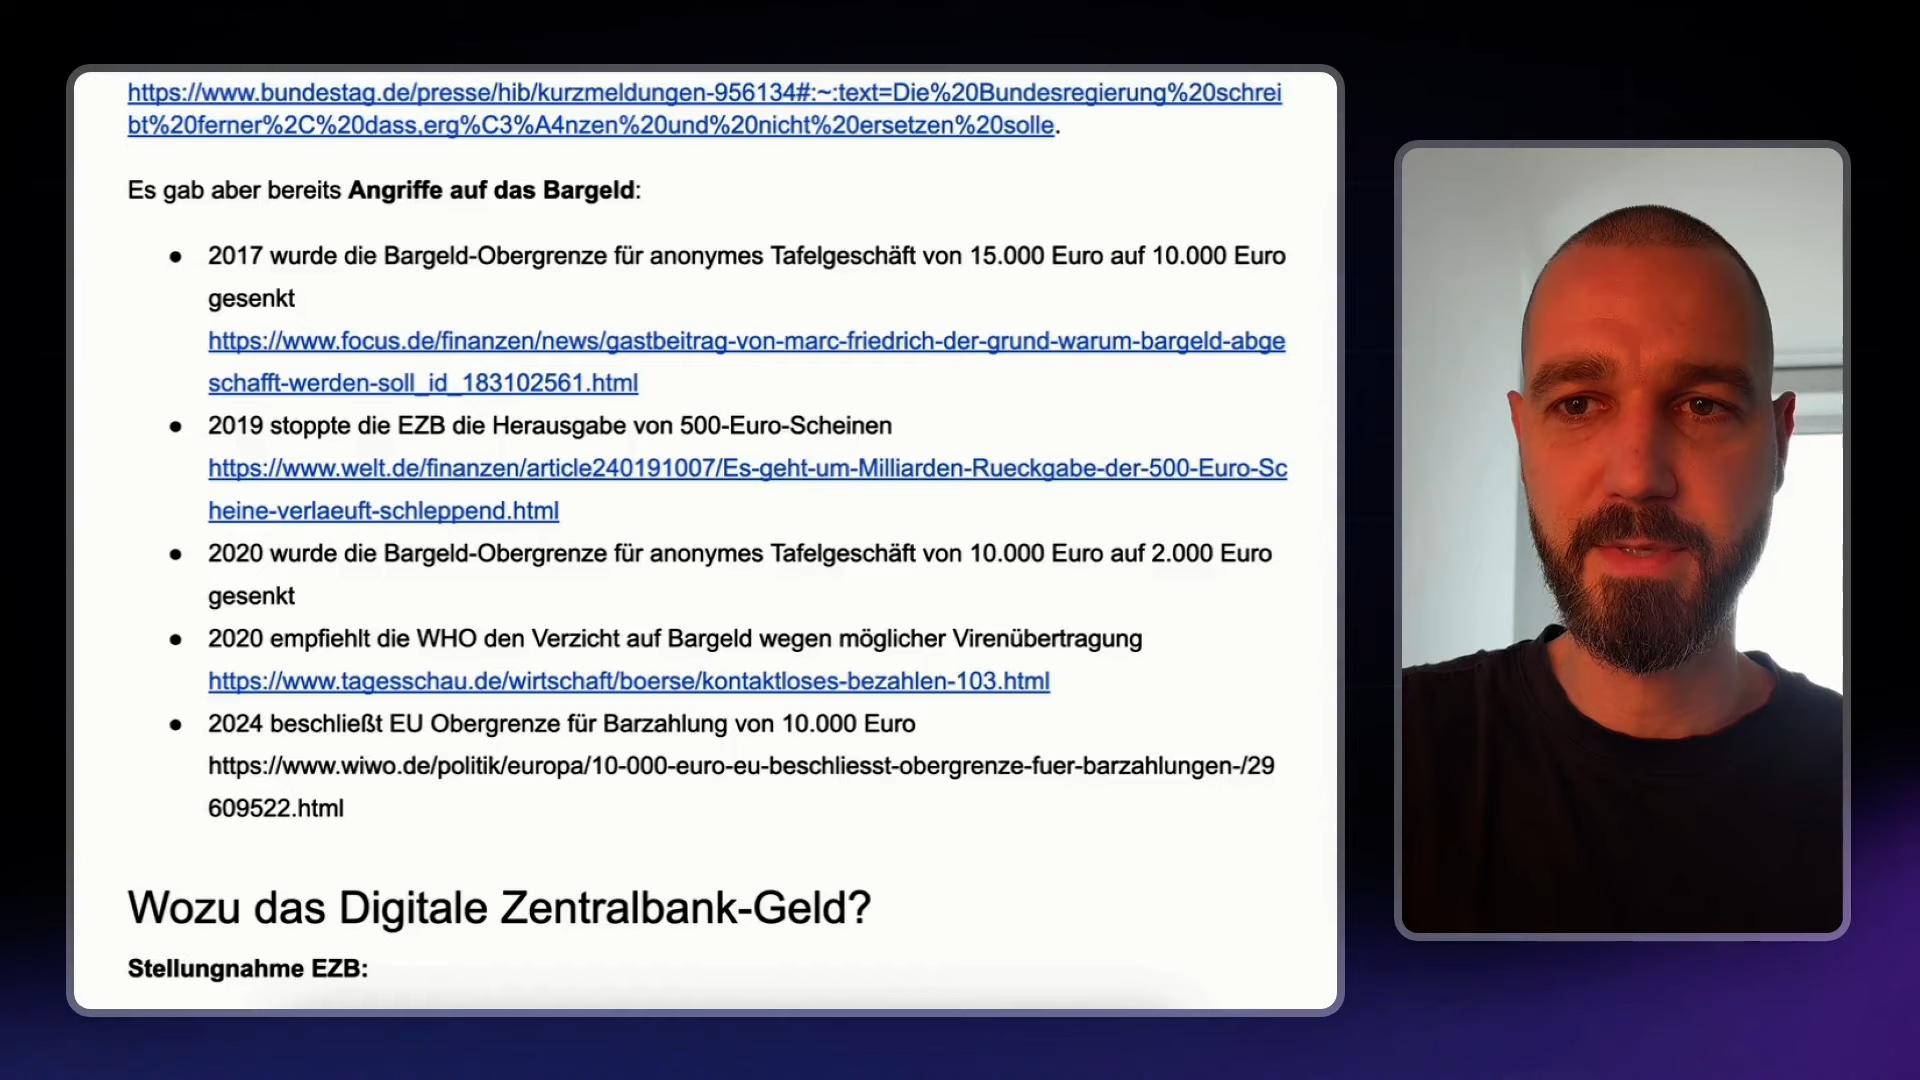 https://www.bundestag.de/presse/hib/kurzmeldungen-956134#:~:text=Die%20Bundesregierung%20schrei
bt%20ferner%2C%20dass,erg%C3%A4nzen%20und%20nicht%20ersetzen%20solle.
Es gab aber bereits Angriffe auf das Bargeld:
● 2017 wurde die Bargeld-Obergrenze für anonymes Tafelgeschäft von 15.000 Euro auf 10.000 Euro
gesenkt
https://www.focus.de/finanzen/news/gastbeitrag-von-marc-friedrich-der-grund-warum-bargeld-abge
schafft-werden-soll_id_183102561.html
● 2019 stoppte die EZB die Herausgabe von 500-Euro-Scheinen
https://www.welt.de/finanzen/article240191007/Es-geht-um-Milliarden-Rueckgabe-der-500-Euro-Sc
heine-verlaeuft-schleppend.html
● 2020 wurde die Bargeld-Obergrenze für anonymes Tafelgeschäft von 10.000 Euro auf 2.000 Euro
gesenkt
● 2020 empfiehlt die WHO den Verzicht auf Bargeld wegen möglicher Virenübertragung
https://www.tagesschau.de/wirtschaft/boerse/kontaktloses-bezahlen-103.html
● 2024 beschließt EU Obergrenze für Barzahlung von 10.000 Euro
https://www.wiwo.de/politik/europa/10-000-euro-eu-beschliesst-obergrenze-fuer-barzahlungen-/29
609522.html
Wozu das Digitale Zentralbank-Geld?
Stellungnahme EZB: